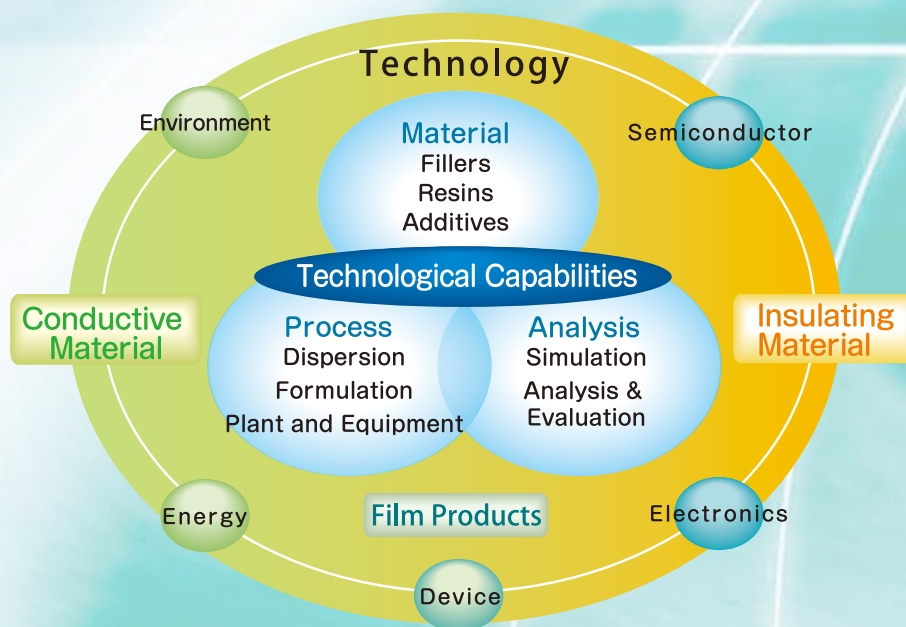 Technology
Environment
Semiconductor
Material
Fillers
Resins
Additives
Technological Capabilities
Conductive
Material
Process
Dispersion
Formulation
Plant and Equipment
Analysis
Simulation
Analysis &
Evaluation
Insulating
Material
Energy
Film Products
Electronics
Device